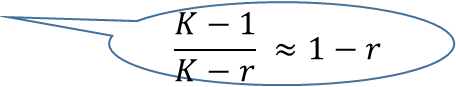 (K − 1)/(K − r) ≈ 1 − r